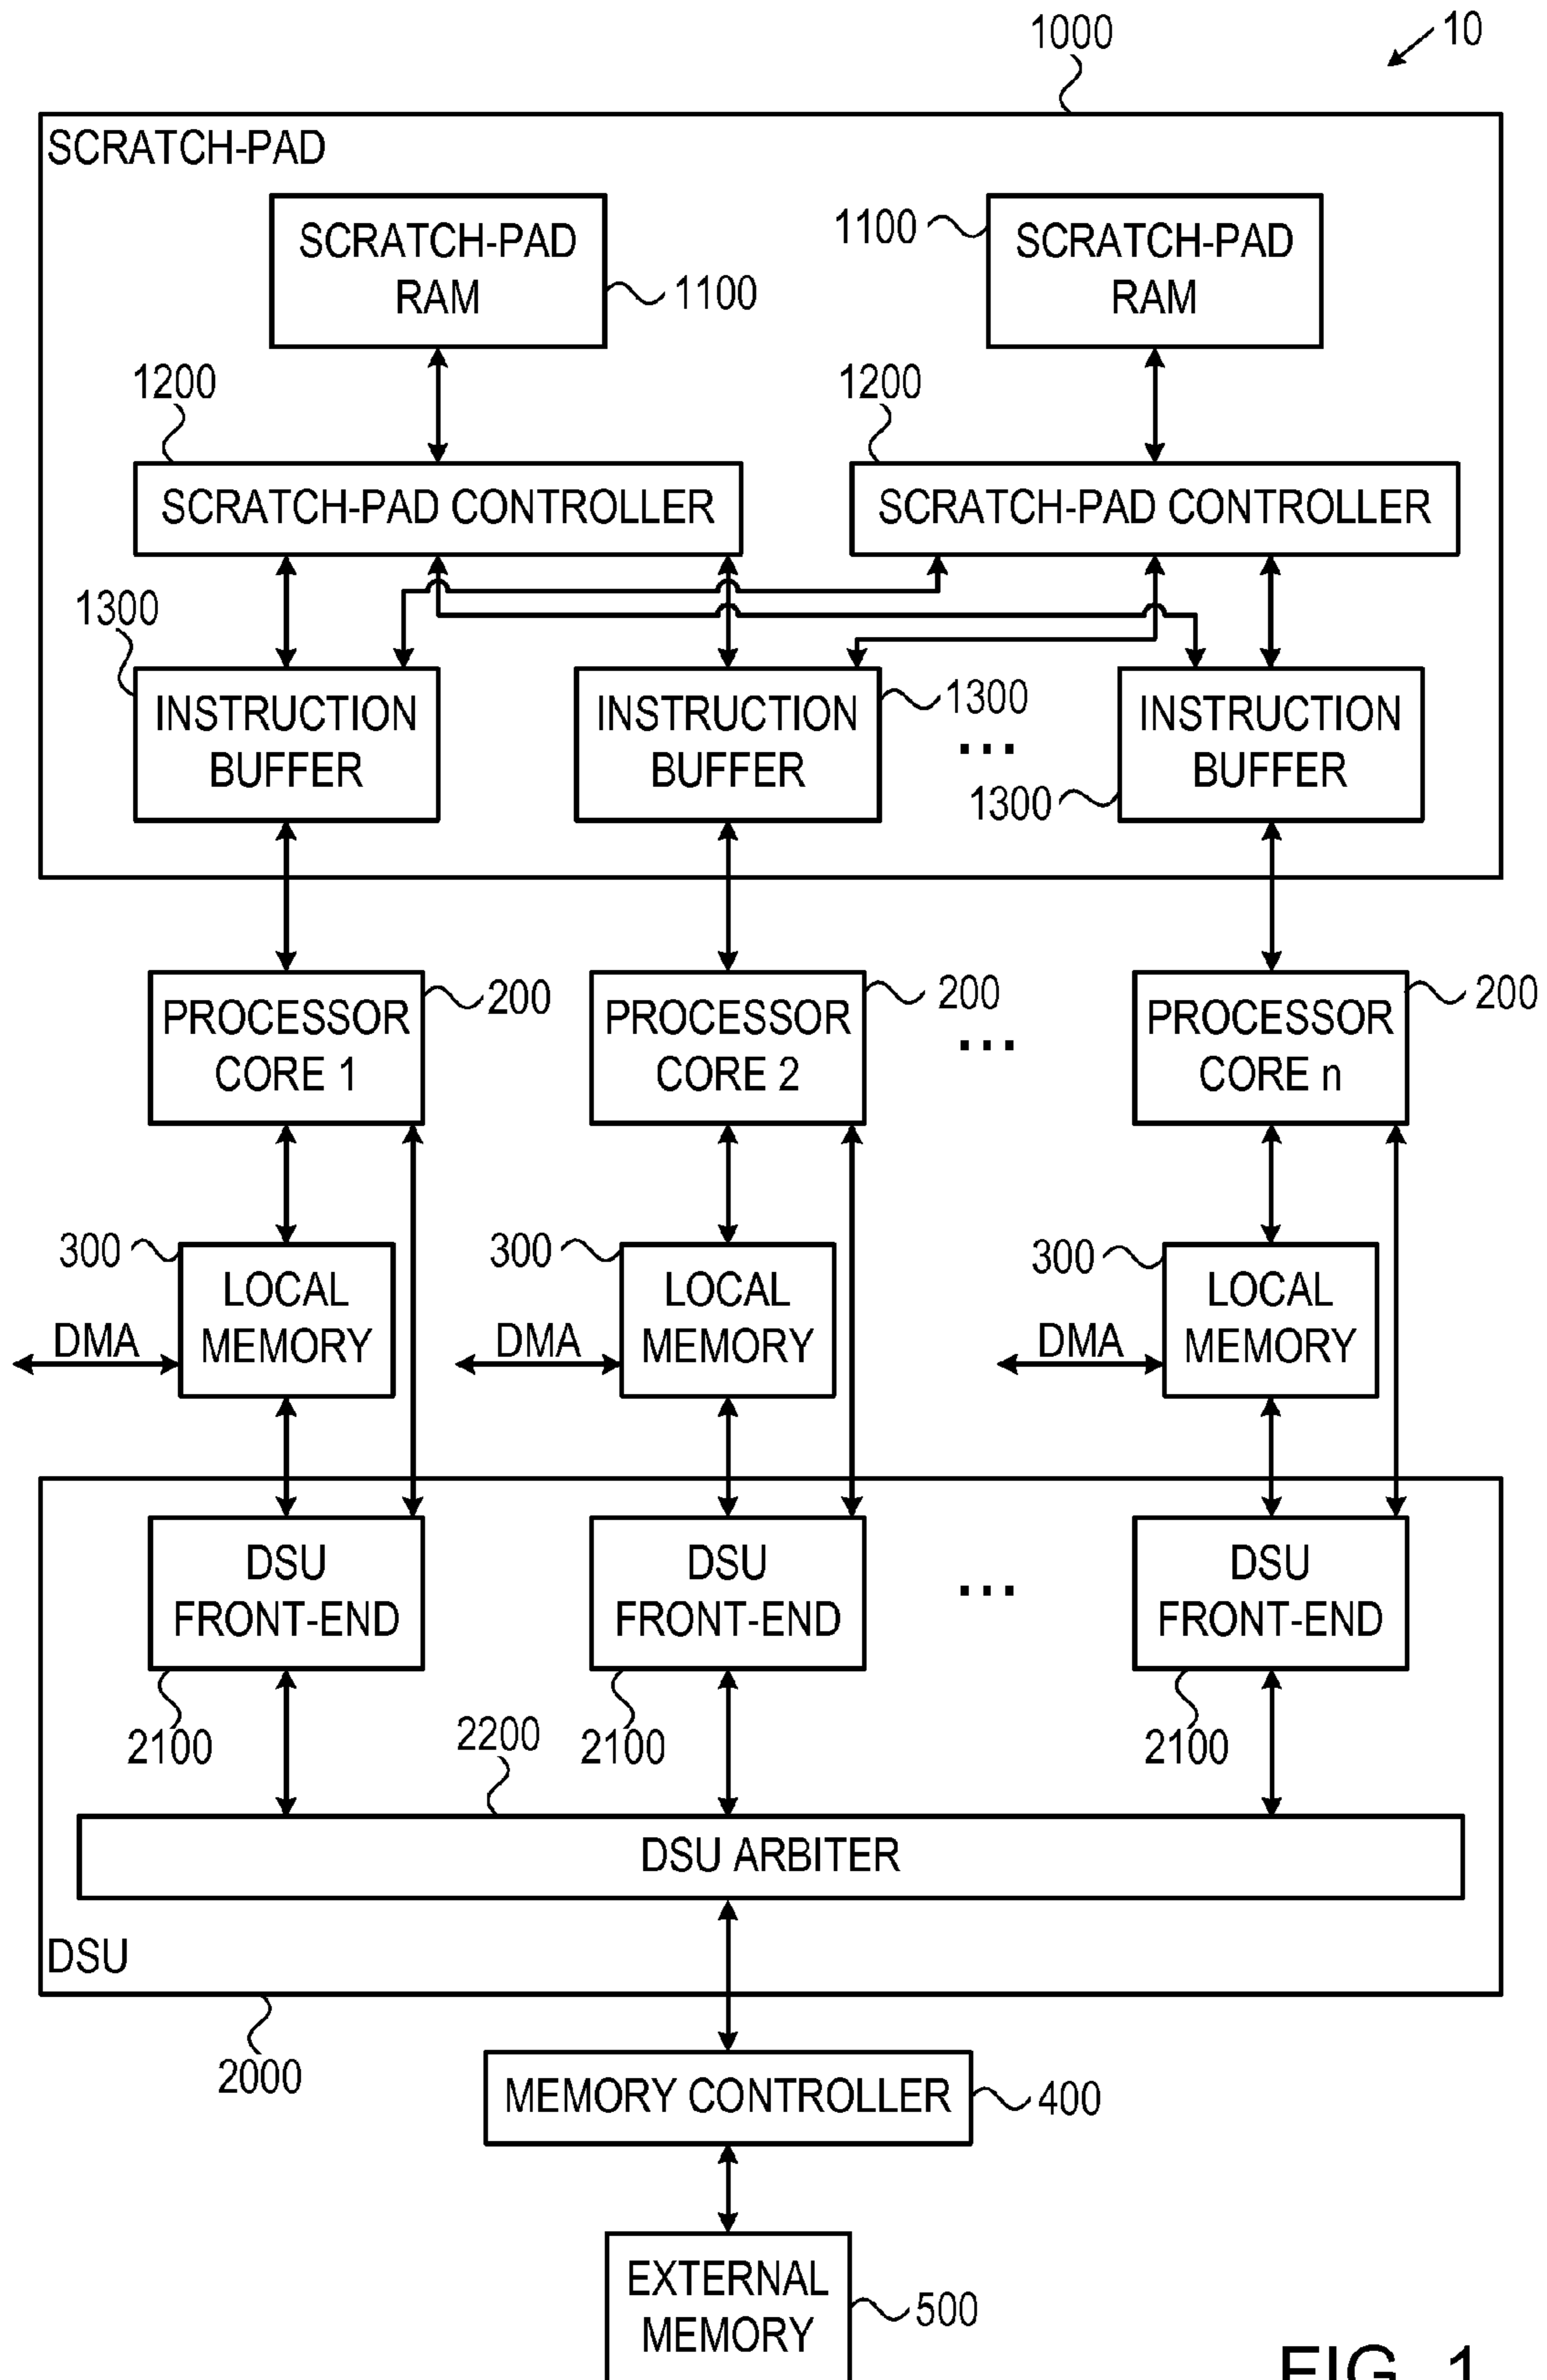 10
1000
SCRATCH-PAD
SCRATCH-PAD
RAM
1100
1100
SCRATCH-PAD
RAM
1200
1200
SCRATCH-PAD CONTROLLER
SCRATCH-PAD CONTROLLER
1300
INSTRUCTION
BUFFER
INSTRUCTION
BUFFER
1300
...
1300
INSTRUCTION
BUFFER
PROCESSOR
CORE 1
200
PROCESSOR
CORE 2
200
...
PROCESSOR
CORE n
200
300
LOCAL
MEMORY
DMA
300
LOCAL
MEMORY
DMA
300
LOCAL
MEMORY
DMA
DSU
FRONT-END
DSU
FRONT-END
...
DSU
FRONT-END
2100
2200
2100
2100
DSU ARBITER
DSU
2000
MEMORY CONTROLLER
400
EXTERNAL
MEMORY
500
FIG. 1